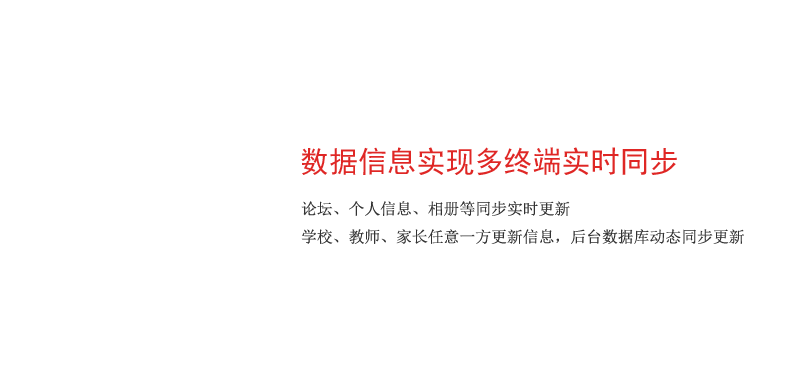 数据信息实现多终端实时同步
论坛、个人信息、相册等同步实时更新
学校、教师、家长任意一方更新信息，后台数据库动态同步更新